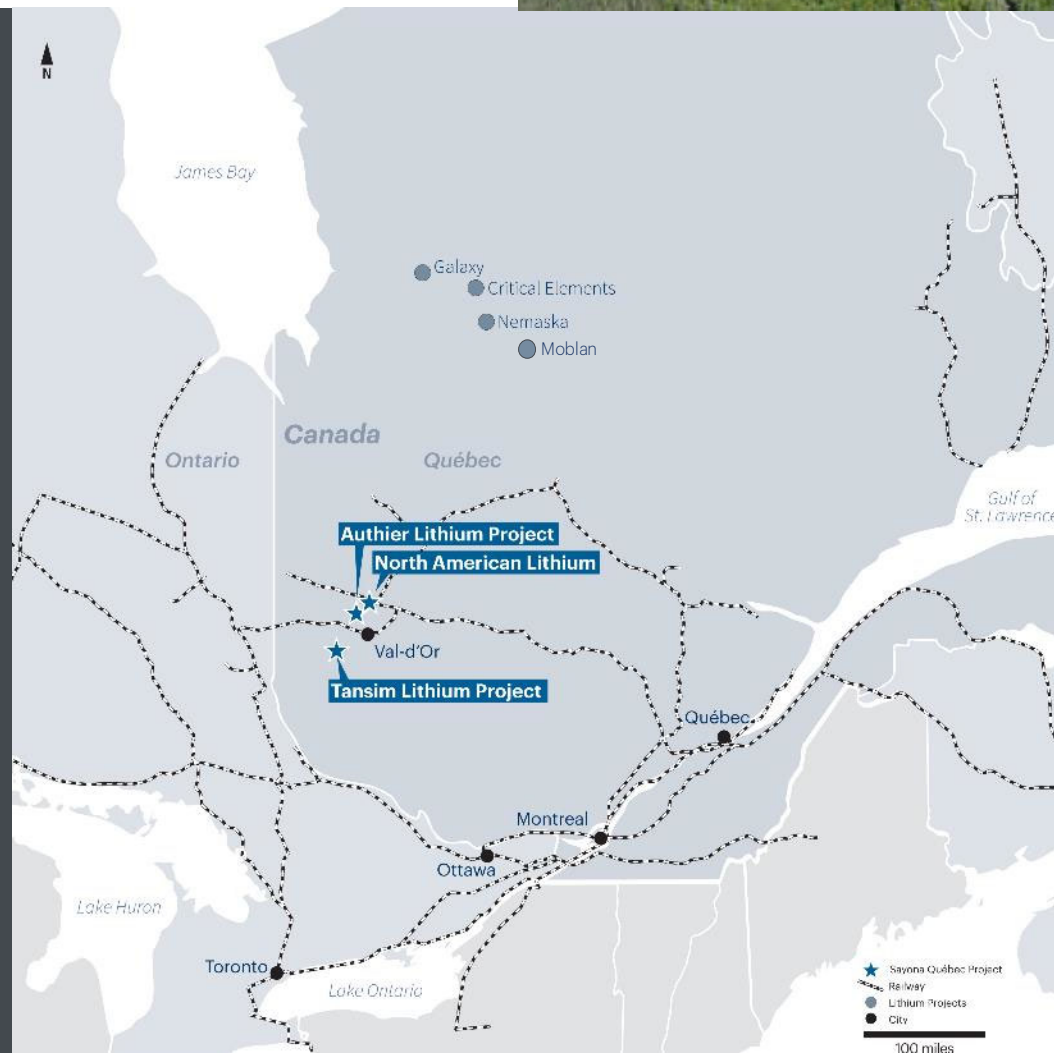 N
James Bay
Galaxy
Critical Elements
Nemaska
Moblan
Canada
Ontario
Québec
Gulf of
St. Lawrence
Authier Lithium Project
North American Lithium
Val-d'Or
Tansim Lithium Project
Québec
Montreal
Ottawa
Lake Huron
Toronto
Lake Ontario
Sayona Québec Project
Railway
Lithium Projects
City
100 miles